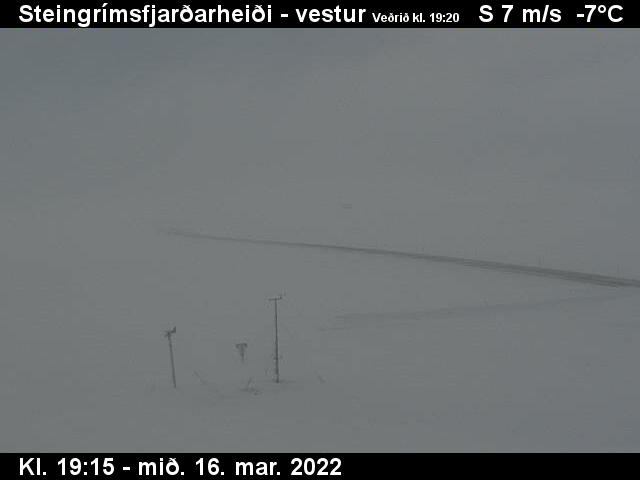 Steingrímsfjarðarheiði - vestur Veðrið kl. 19:20 S 7 m/s -7°C
Kl. 19:15 - mið. 16. mar. 2022